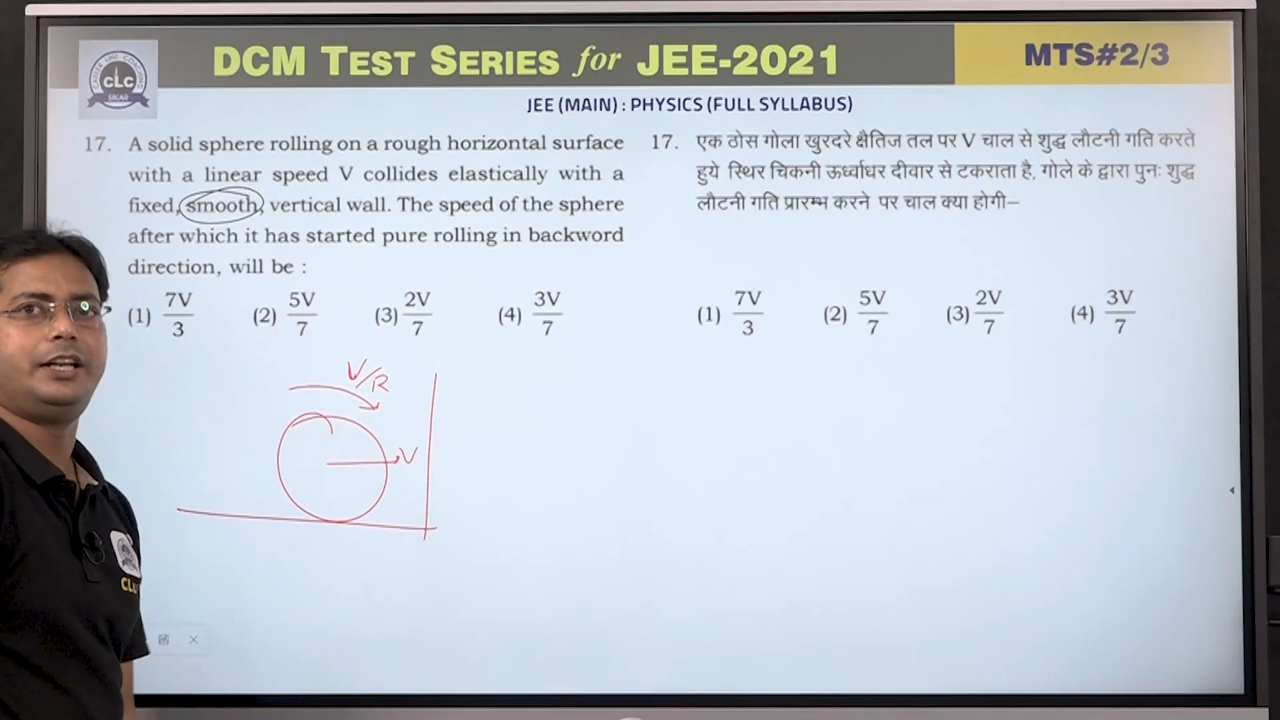 DCM TEST SERIES for JEE-2021
MTS#2/3
CLC
SIKAR
JEE (MAIN) : PHYSICS (FULL SYLLABUS)
17. A solid sphere rolling on a rough horizontal surface
with a linear speed V collides elastically with a
fixed, smooth, vertical wall. The speed of the sphere
after which it has started pure rolling in backword
direction, will be :
(1) 7V/3 (2) 5V/7 (3) 2V/7 (4) 3V/7
17. एक ठोस गोला खुरदरे क्षैतिज तल पर V चाल से शुद्ध लौटनी गति करते
हुये स्थिर चिकनी ऊर्ध्वाधर दीवार से टकराता है, गोले के द्वारा पुनः शुद्ध
लौटनी गति प्रारम्भ करने पर चाल क्या होगी–
(1) 7V/3 (2) 5V/7 (3) 2V/7 (4) 3V/7
V/R
V